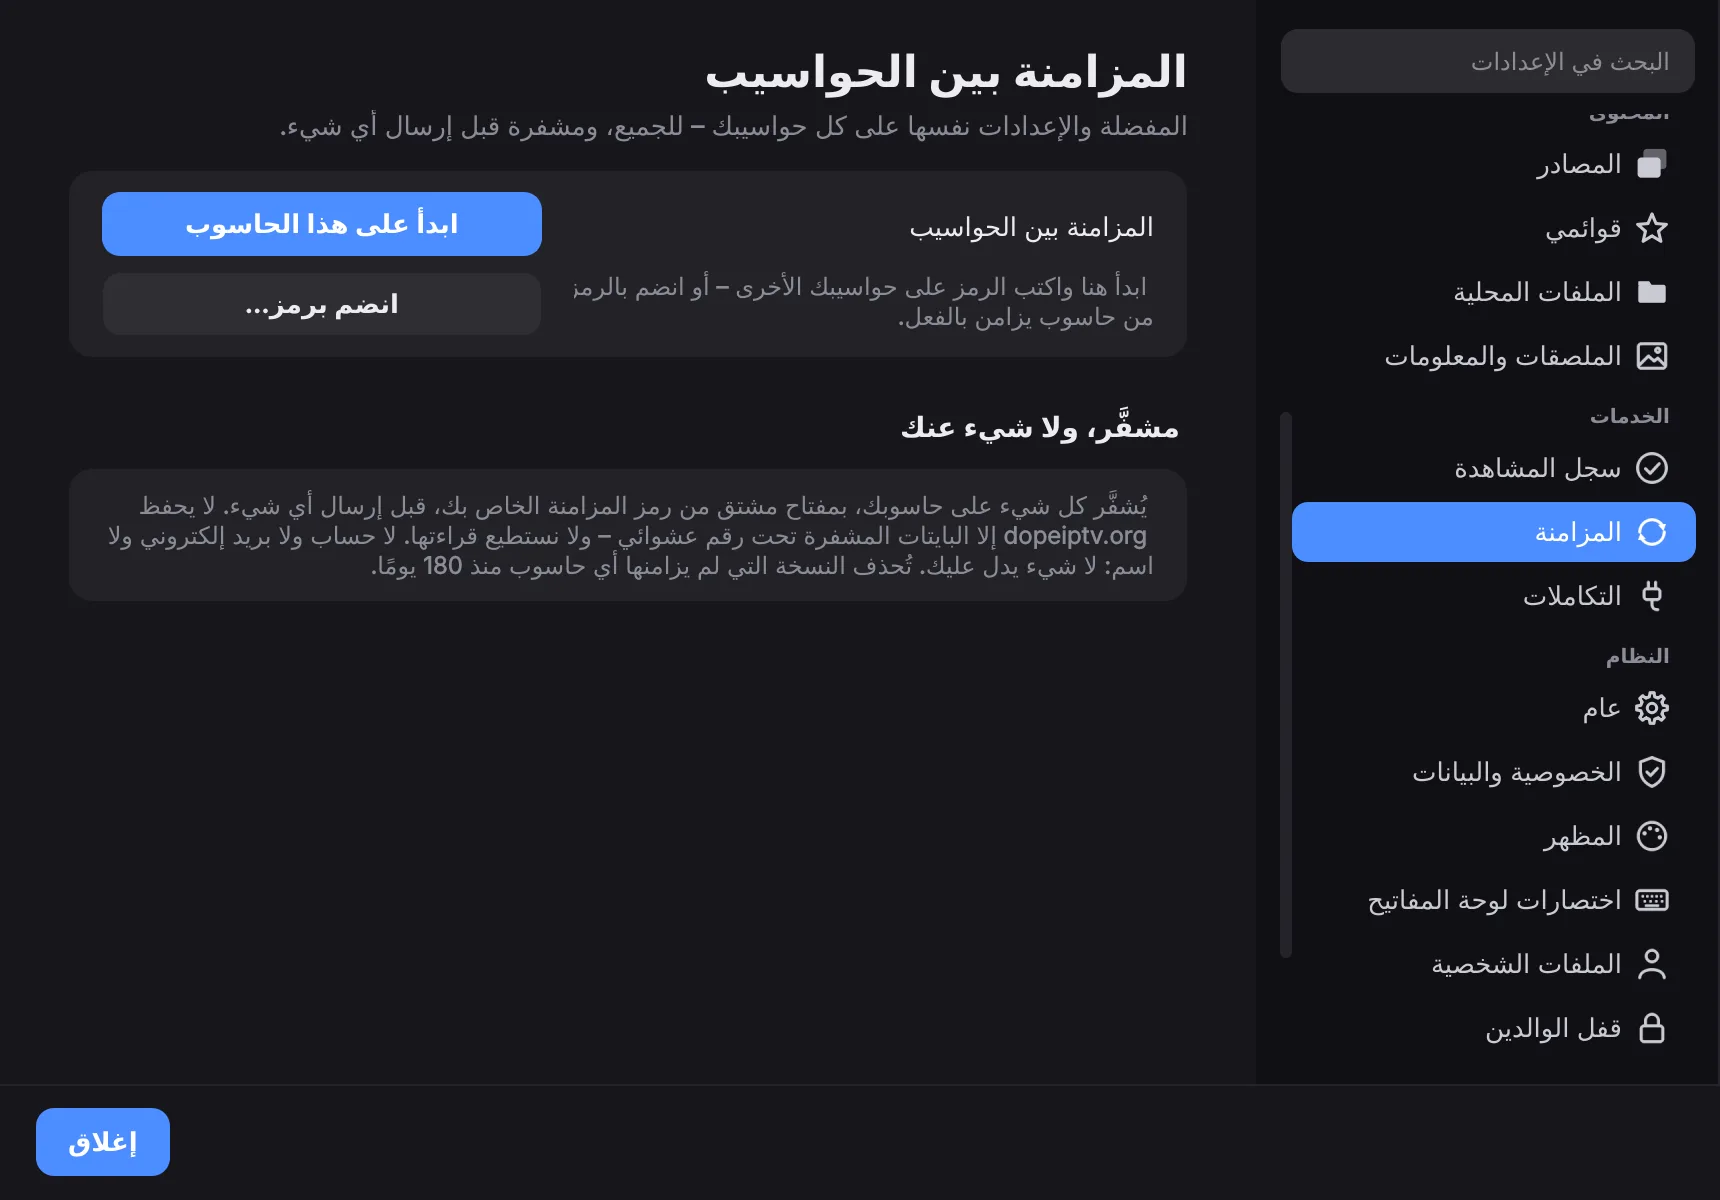 البحث في الإعدادات
المحتوى
المصادر
قوائمي
الملفات المحلية
الملصقات والمعلومات
الخدمات
سجل المشاهدة
المزامنة
التكاملات
النظام
عام
الخصوصية والبيانات
المظهر
اختصارات لوحة المفاتيح
الملفات الشخصية
قفل الوالدين
المزامنة بين الحواسيب
المفضلة والإعدادات نفسها على كل حواسيبك – للجميع، ومشفرة قبل إرسال أي شيء.
المزامنة بين الحواسيب
ابدأ هنا واكتب الرمز على حواسيبك الأخرى – أو انضم بالرمز
من حاسوب يزامن بالفعل.
ابدأ على هذا الحاسوب
انضم برمز...
مشفَّر، ولا شيء عنك
يُشفَّر كل شيء على حاسوبك، بمفتاح مشتق من رمز المزامنة الخاص بك، قبل إرسال أي شيء. لا يحفظ
dopeiptv.org إلا البايتات المشفرة تحت رقم عشوائي – ولا نستطيع قراءتها. لا حساب ولا بريد إلكتروني ولا
اسم: لا شيء يدل عليك. تُحذف النسخة التي لم يزامنها أي حاسوب منذ 180 يومًا.
إغلاق